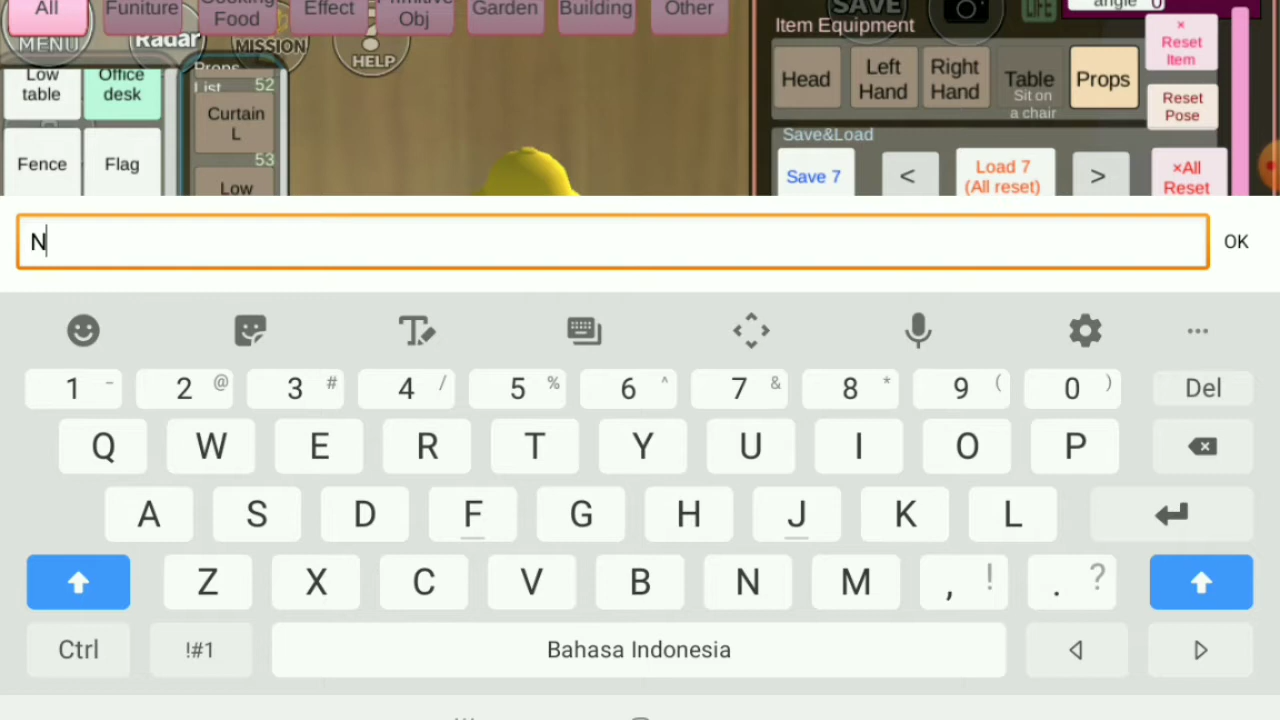 All
Funiture
Cooking
Food
Effect
Primitive
Obj
Garden
Building
Other
MENU
Radar
MISSION
HELP
SAVE
LIFE
angle 0
Item Equipment
× Reset
Item
Head
Left
Hand
Right
Hand
Table
Sit on
a chair
Props
Reset
Pose
Low
table
Office
desk
Props
List
52
Curtain
L
53
Fence
Flag
Low
Save&Load
Save 7
<
Load 7
(All reset)
>
×All
Reset
N
OK
1 - 2 @ 3 # 4 / 5 % 6 ^ 7 & 8 * 9 ( 0 ) Del
Q W E R T Y U I O P
A S D F G H J K L
Z X C V B N M , ! . ?
Ctrl !#1 Bahasa Indonesia